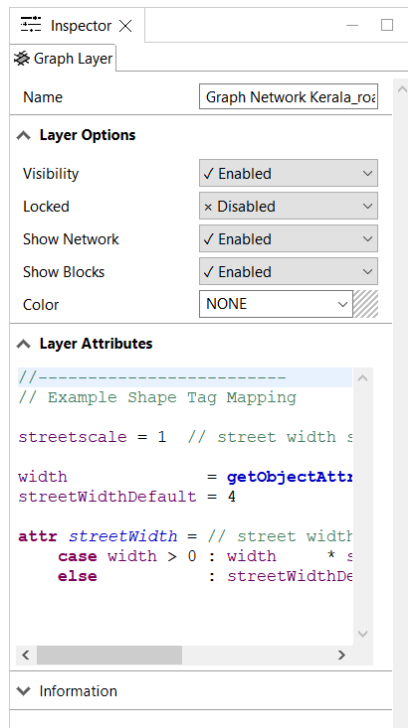 Inspector
Graph Layer
Name Graph Network Kerala_roa
Layer Options
Visibility ✓ Enabled
Locked × Disabled
Show Network ✓ Enabled
Show Blocks ✓ Enabled
Color NONE
Layer Attributes
//-------------------------
// Example Shape Tag Mapping
streetscale = 1 // street width s
width = getObjectAttr
streetWidthDefault = 4
attr streetWidth = // street width
case width > 0 : width * s
else : streetWidthDe
Information